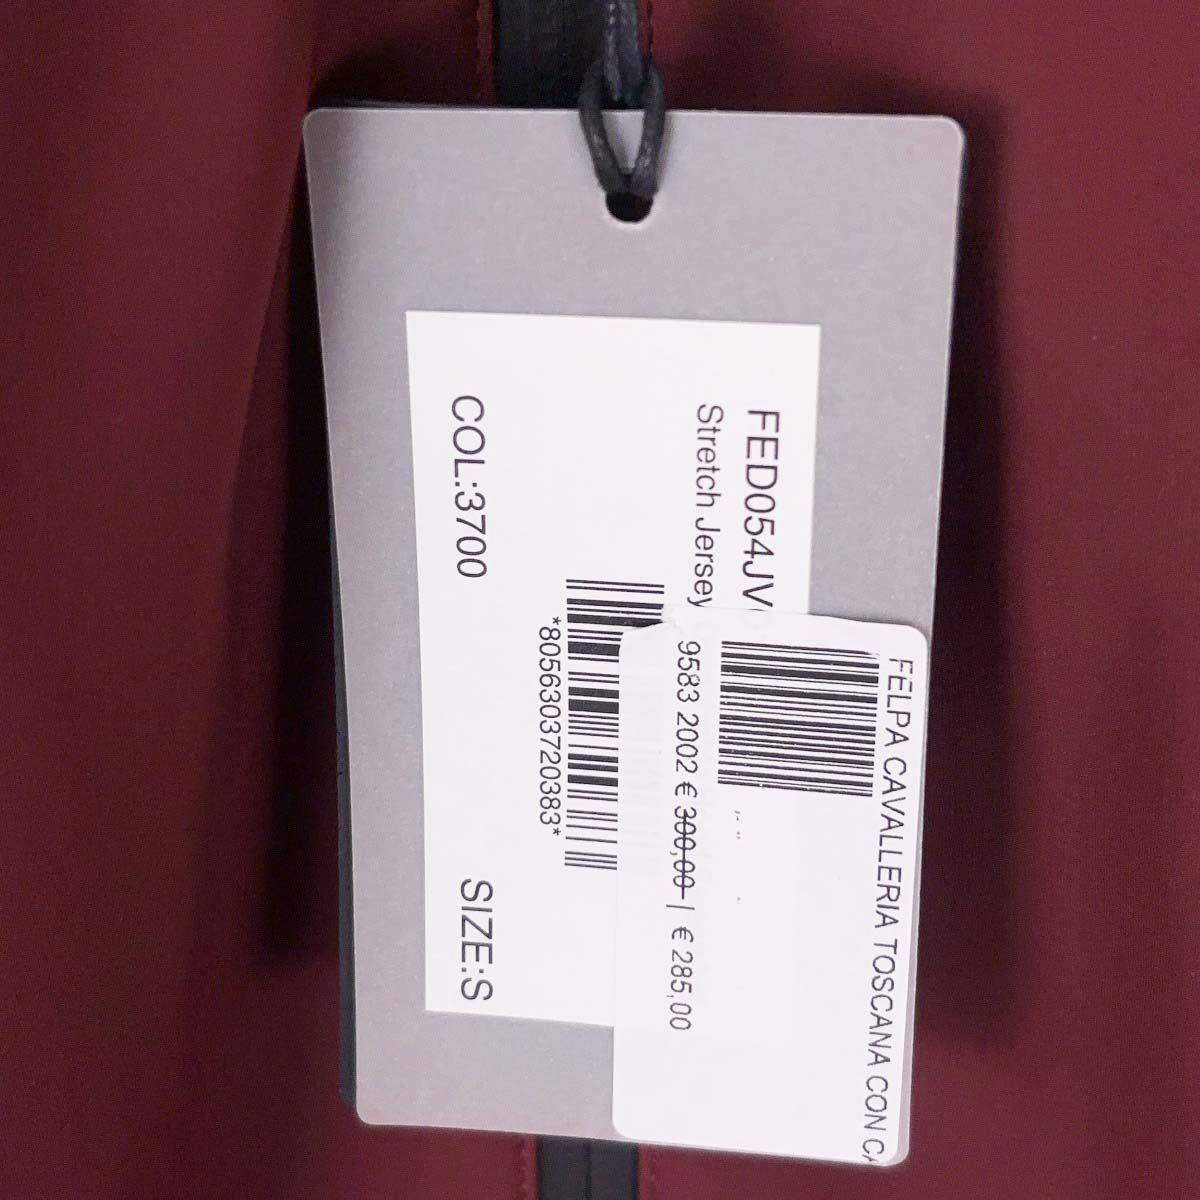 FED054JV
Stretch Jersey
*8056303720383*
COL:3700 SIZE:S
FELPA CAVALLERIA TOSCANA CON
9583 2002 € 300,00 | € 285,00